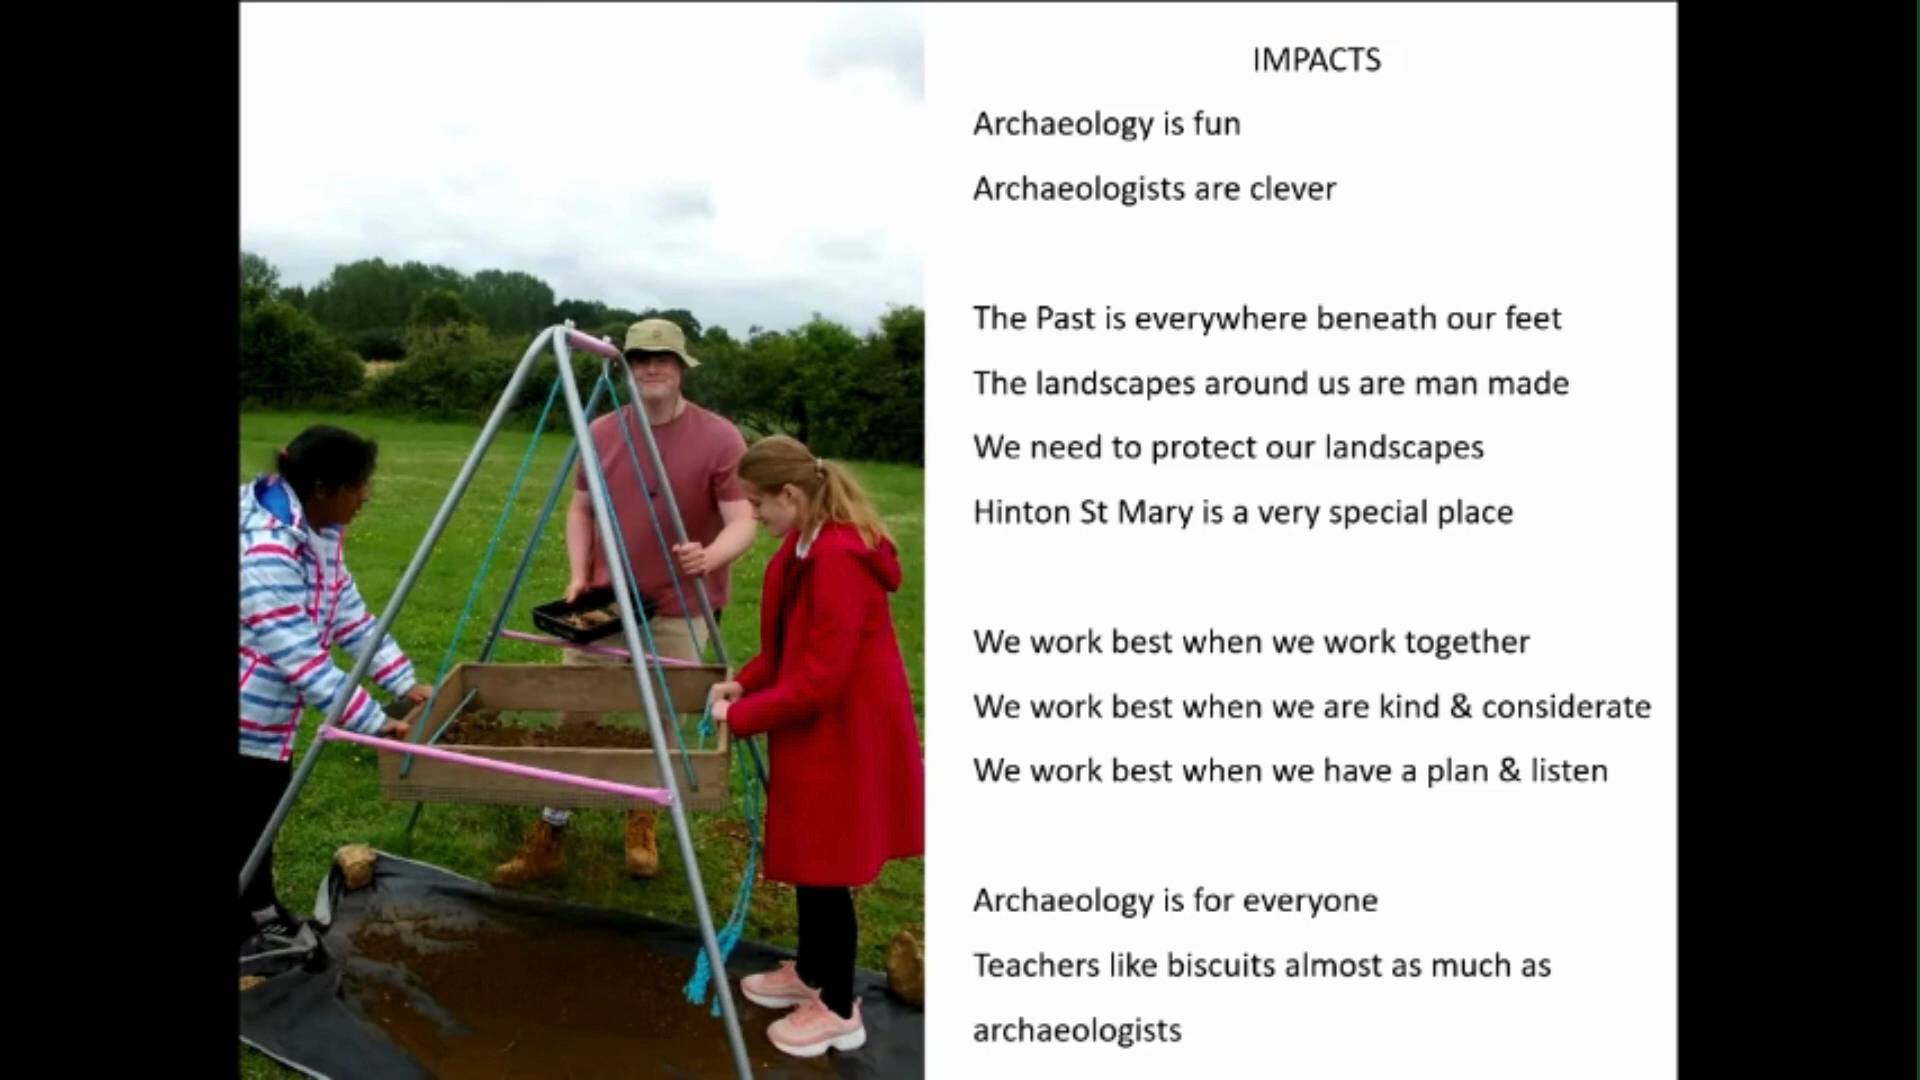 IMPACTS
Archaeology is fun
Archaeologists are clever
The Past is everywhere beneath our feet
The landscapes around us are man made
We need to protect our landscapes
Hinton St Mary is a very special place
We work best when we work together
We work best when we are kind & considerate
We work best when we have a plan & listen
Archaeology is for everyone
Teachers like biscuits almost as much as
archaeologists